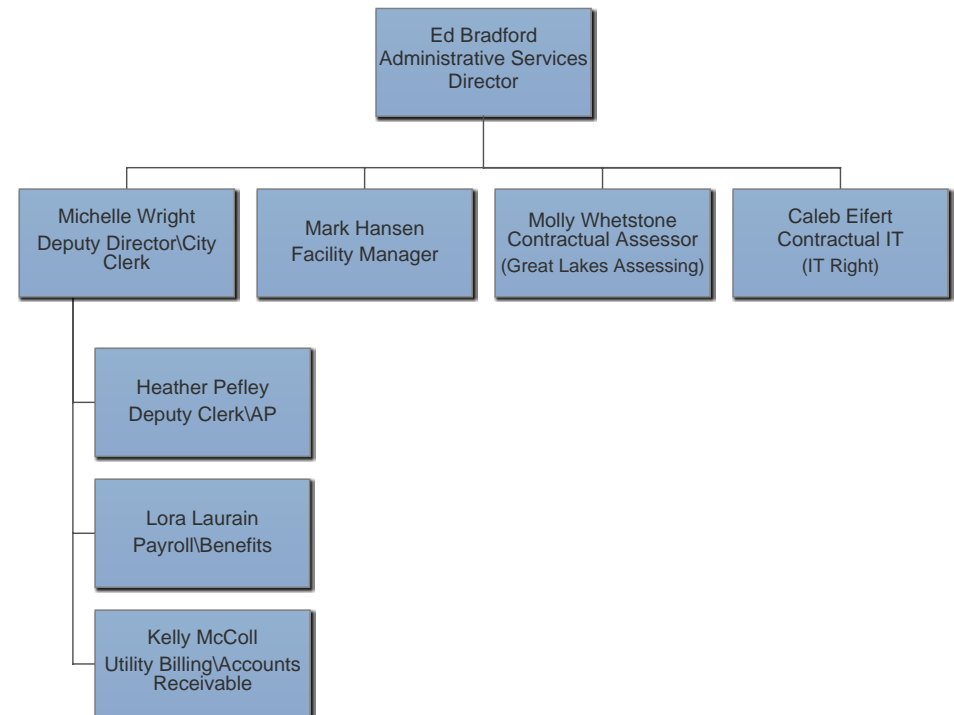 Ed Bradford
Administrative Services
Director
Michelle Wright
Deputy Director\City
Clerk
Mark Hansen
Facility Manager
Molly Whetstone
Contractual Assessor
(Great Lakes Assessing)
Caleb Eifert
Contractual IT
(IT Right)
Heather Pefley
Deputy Clerk\AP
Lora Laurain
Payroll\Benefits
Kelly McColl
Utility Billing\Accounts
Receivable